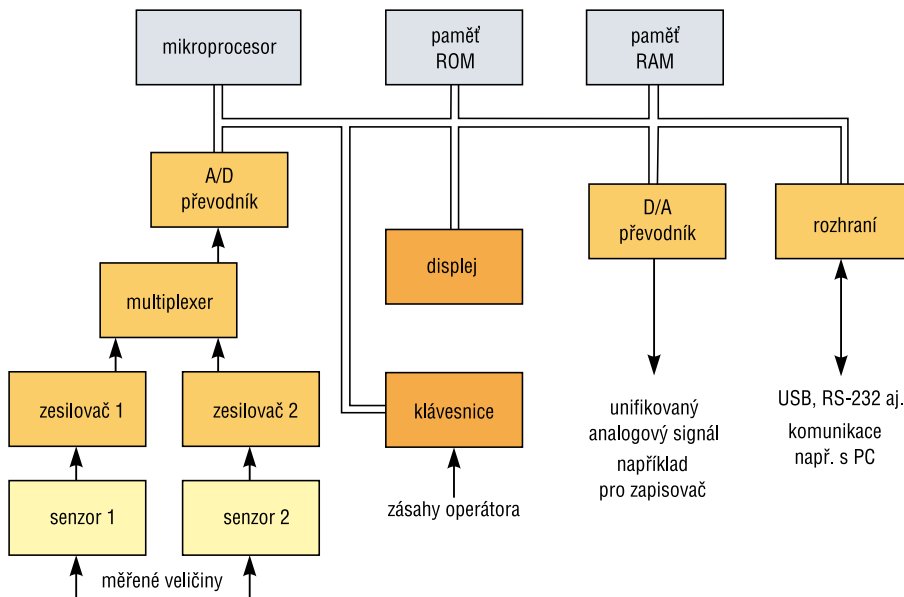 mikroprocesor
paměť
ROM
paměť
RAM
A/D
převodník
D/A
převodník
rozhraní
displej
multiplexer
zesilovač 1
zesilovač 2
klávesnice
unifikovaný
analogový signál
například
pro zapisovač
USB, RS-232 aj.
komunikace
např. s PC
senzor 1
senzor 2
zásahy operátora
měřené veličiny